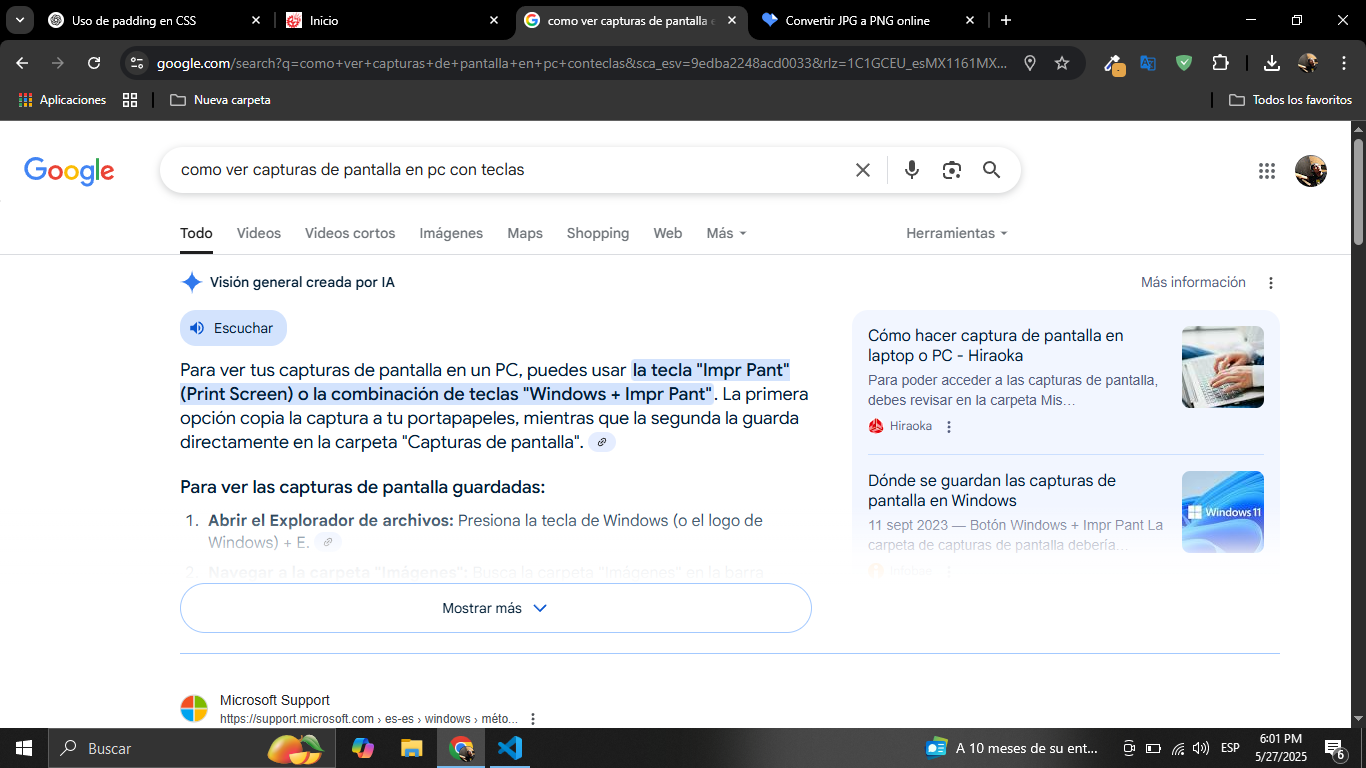 Uso de padding en CSS
Inicio
como ver capturas de pantalla e
Convertir JPG a PNG online
google.com/search?q=como+ver+capturas+de+pantalla+en+pc+conteclas&sca_esv=9edba2248acd0033&rlz=1C1GCEU_esMX1161MX...
Aplicaciones
Nueva carpeta
Todos los favoritos
Google
como ver capturas de pantalla en pc con teclas
Todo
Videos
Videos cortos
Imágenes
Maps
Shopping
Web
Más
Herramientas
Visión general creada por IA
Más información
Escuchar
Para ver tus capturas de pantalla en un PC, puedes usar la tecla "Impr Pant"
(Print Screen) o la combinación de teclas "Windows + Impr Pant". La primera
opción copia la captura a tu portapapeles, mientras que la segunda la guarda
directamente en la carpeta "Capturas de pantalla".
Para ver las capturas de pantalla guardadas:
1. Abrir el Explorador de archivos: Presiona la tecla de Windows (o el logo de
Windows) + E.
2. Navegar a la carpeta "Imágenes": Busca la carpeta "Imágenes" en la barra
Mostrar más
Cómo hacer captura de pantalla en
laptop o PC - Hiraoka
Para poder acceder a las capturas de pantalla,
debes revisar en la carpeta Mis...
Hiraoka
Dónde se guardan las capturas de
pantalla en Windows
11 sept 2023 — Botón Windows + Impr Pant La
carpeta de capturas de pantalla debería...
Windows 11
infobae
Microsoft Support
https://support.microsoft.com › es-es › windows › méto...
Buscar
A 10 meses de su ent...
ESP
6:01 PM
5/27/2025
6